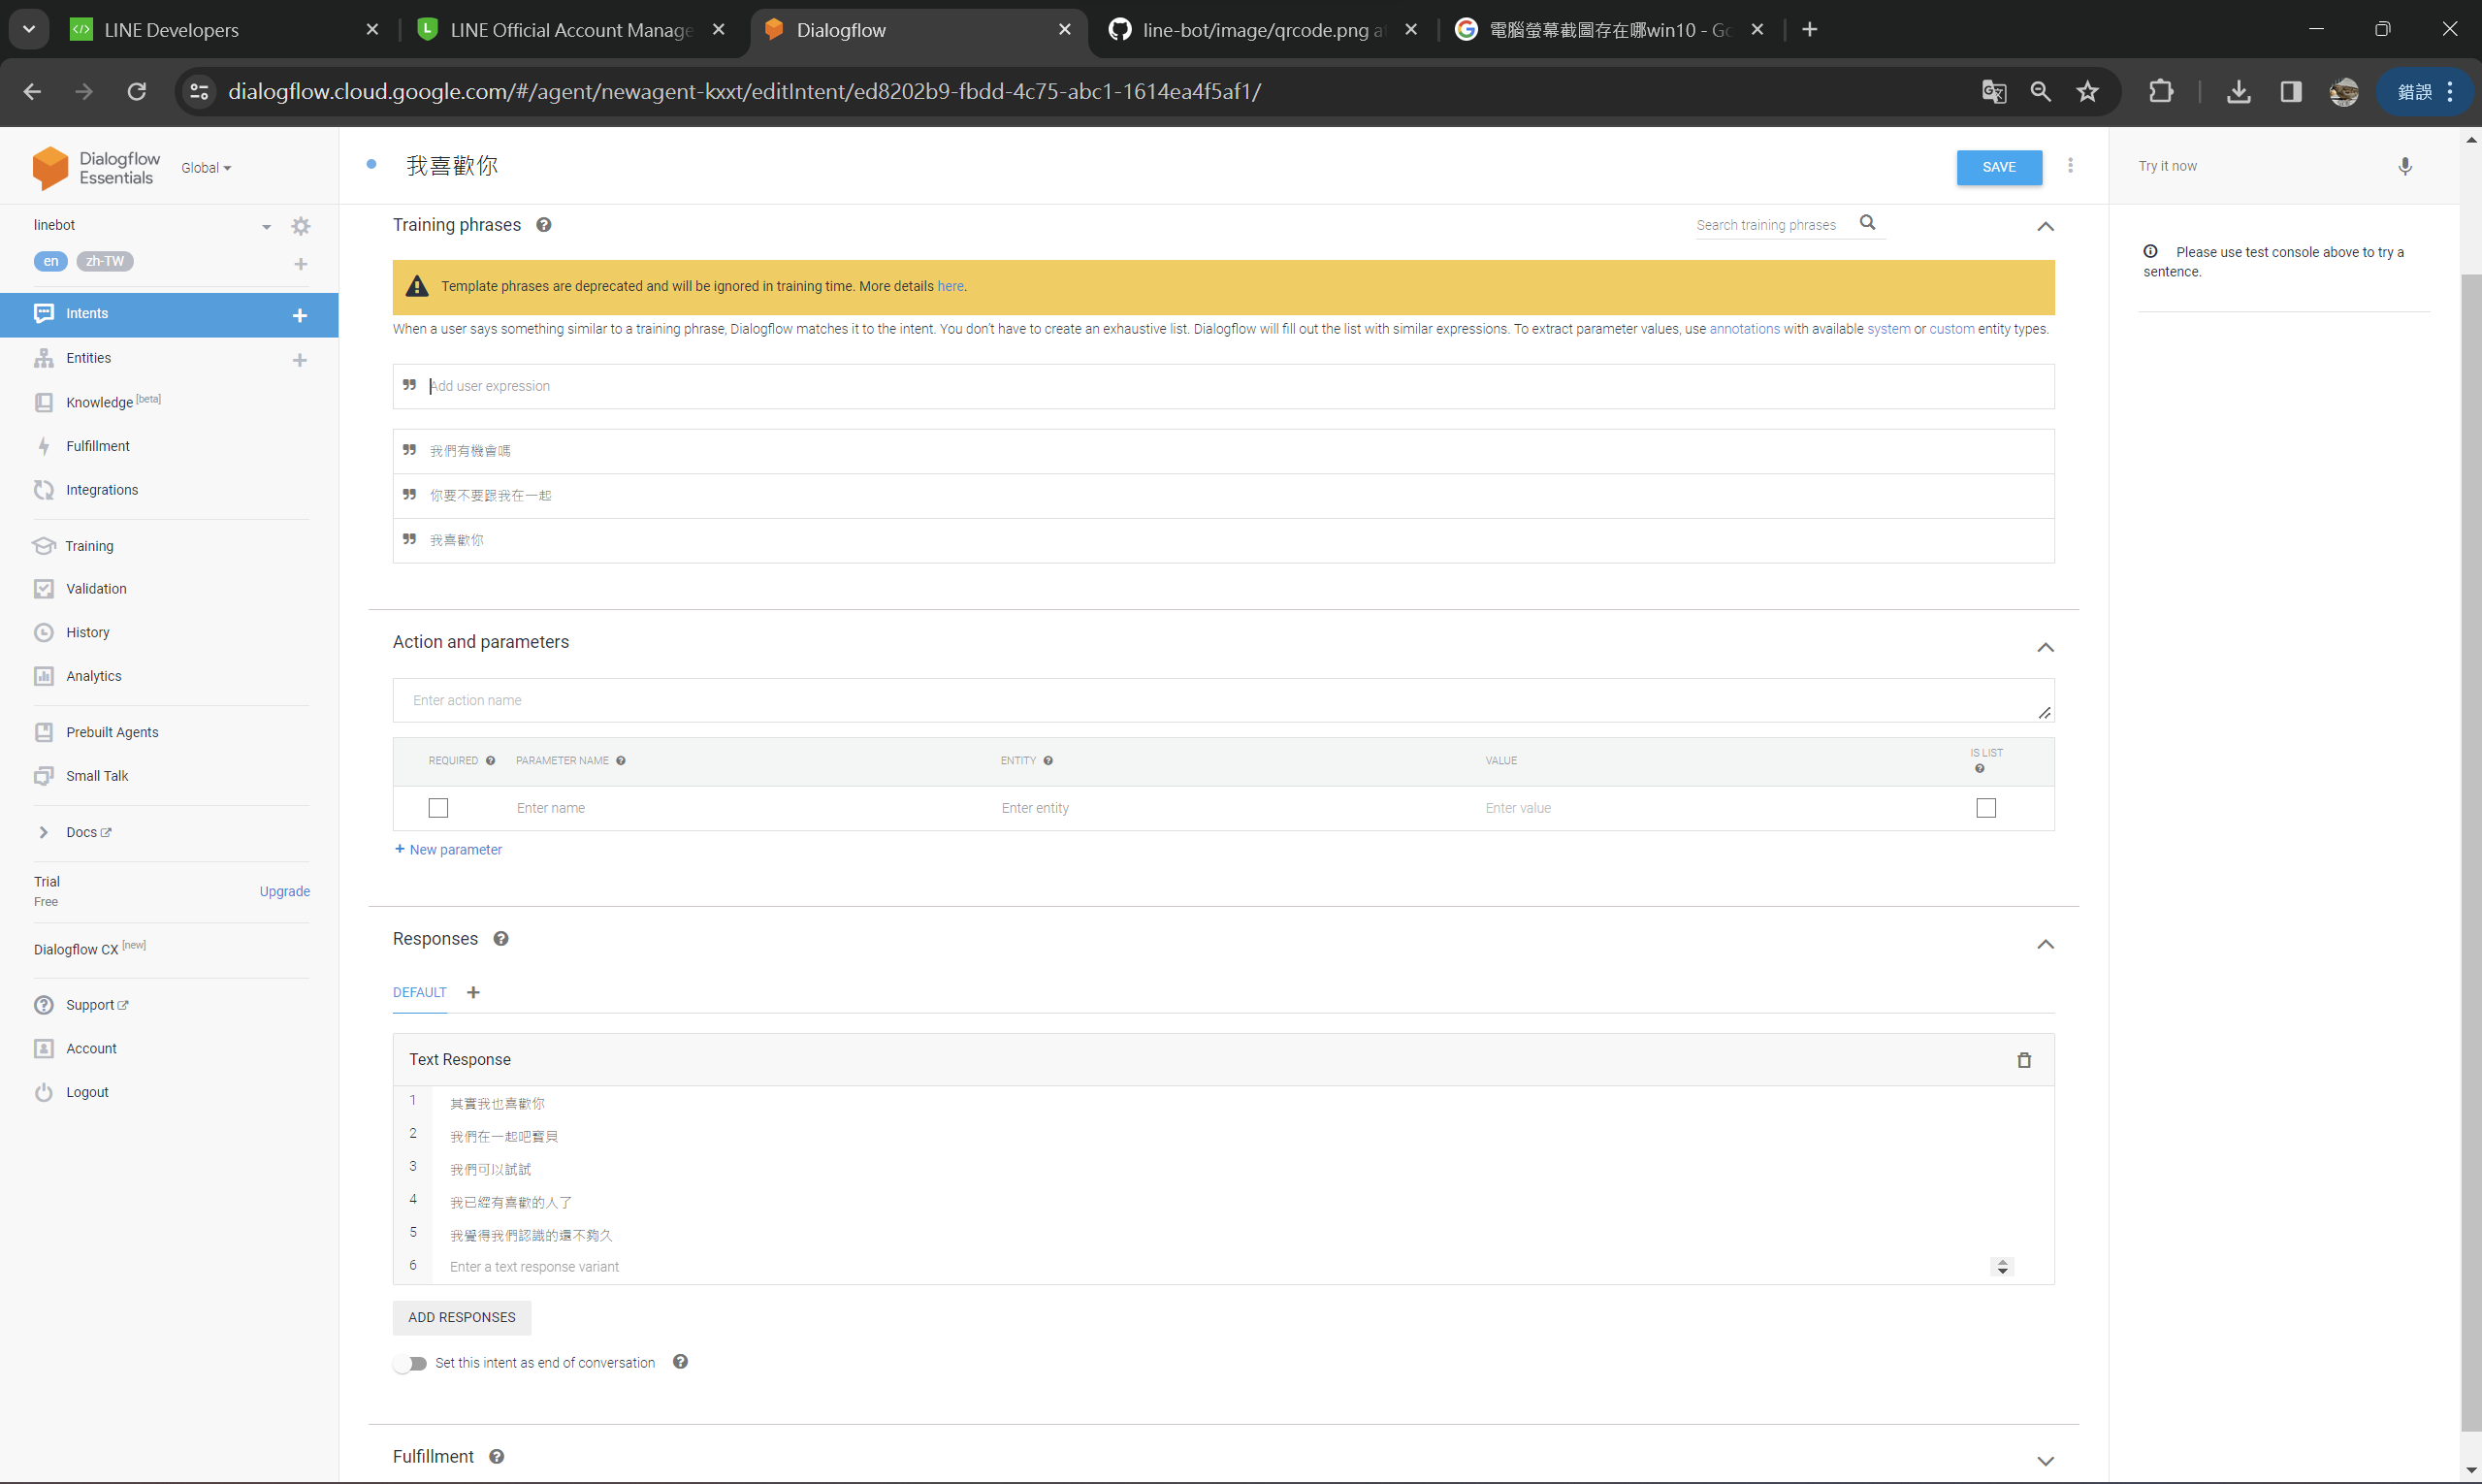 LINE Developers
LINE Official Account Manage
Dialogflow
line-bot/image/qrcode.png a
電腦螢幕截圖存在哪win10 - Go
dialogflow.cloud.google.com/#/agent/newagent-kxxt/editIntent/ed8202b9-fbdd-4c75-abc1-1614ea4f5af1/
錯誤
Dialogflow
Essentials
Global
我喜歡你
SAVE
Try it now
linebot
en
zh-TW
Intents
Entities
Knowledge [beta]
Fulfillment
Integrations
Training
Validation
History
Analytics
Prebuilt Agents
Small Talk
Docs
Trial
Free
Upgrade
Dialogflow CX [new]
Support
Account
Logout
Training phrases
Search training phrases
Template phrases are deprecated and will be ignored in training time. More details here.
When a user says something similar to a training phrase, Dialogflow matches it to the intent. You don't have to create an exhaustive list. Dialogflow will fill out the list with similar expressions. To extract parameter values, use annotations with available system or custom entity types.
Add user expression
我們有機會嗎
你要不要跟我在一起
我喜歡你
Action and parameters
Enter action name
REQUIRED
PARAMETER NAME
ENTITY
VALUE
IS LIST
Enter name
Enter entity
Enter value
+ New parameter
Responses
DEFAULT
Text Response
1 其實我也喜歡你
2 我們在一起吧寶貝
3 我們可以試試
4 我已經有喜歡的人了
5 我覺得我們認識的還不夠久
6 Enter a text response variant
ADD RESPONSES
Set this intent as end of conversation
Fulfillment
Please use test console above to try a
sentence.